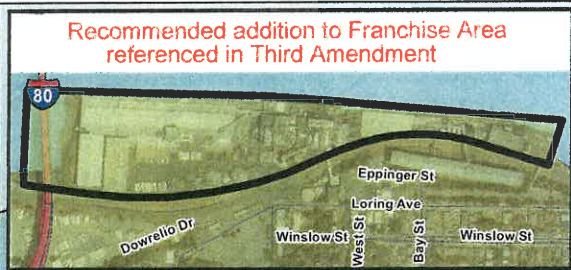 Recommended addition to Franchise Area
referenced in Third Amendment
80
Eppinger St
Loring Ave
Dowrelio Dr
Winslow St
West St
Bay St
Winslow St